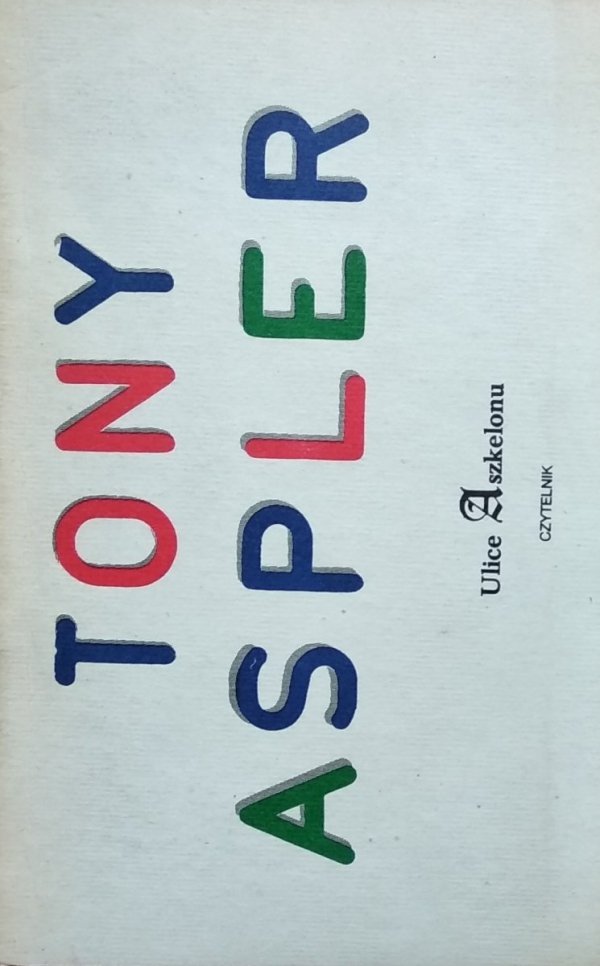 TONY
ASPLER
Ulice Aszkelonu
CZYTELNIK